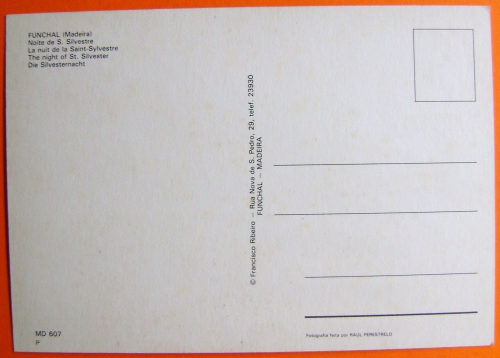 FUNCHAL (Madeira)
Noite de S. Silvestre
La nuit de la Saint-Sylvestre
The night of St. Silvester
Die Silvesternacht
© Francisco Ribeiro — Rua Nova de S. Pedro, 29, telef. 23930
FUNCHAL — MADEIRA
MD 607
P
Fotografia feita por RAUL PERESTRELO